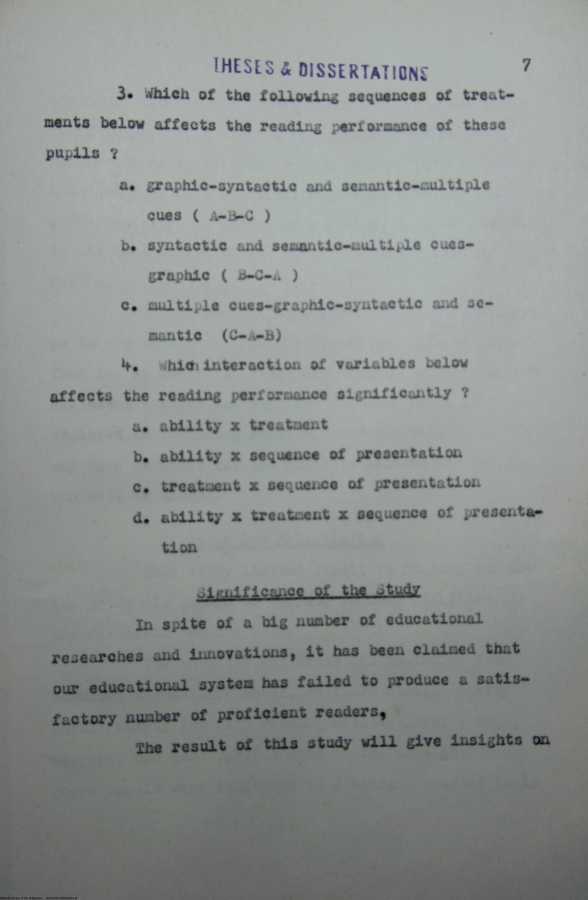 THESES & DISSERTATIONS
7
3. Which of the following sequences of treat-
ments below affects the reading performance of these
pupils ?
a. graphic-syntactic and semantic-multiple
cues ( A-B-C )
b. syntactic and semantic-multiple cues-
graphic ( B-C-A )
c. multiple cues-graphic-syntactic and se-
mantic (C-A-B)
4. Which interaction of variables below
affects the reading performance significantly ?
a. ability x treatment
b. ability x sequence of presentation
c. treatment x sequence of presentation
d. ability x treatment x sequence of presenta-
tion
Significance of the Study
In spite of a big number of educational
researches and innovations, it has been claimed that
our educational system has failed to produce a satis-
factory number of proficient readers,
The result of this study will give insights on